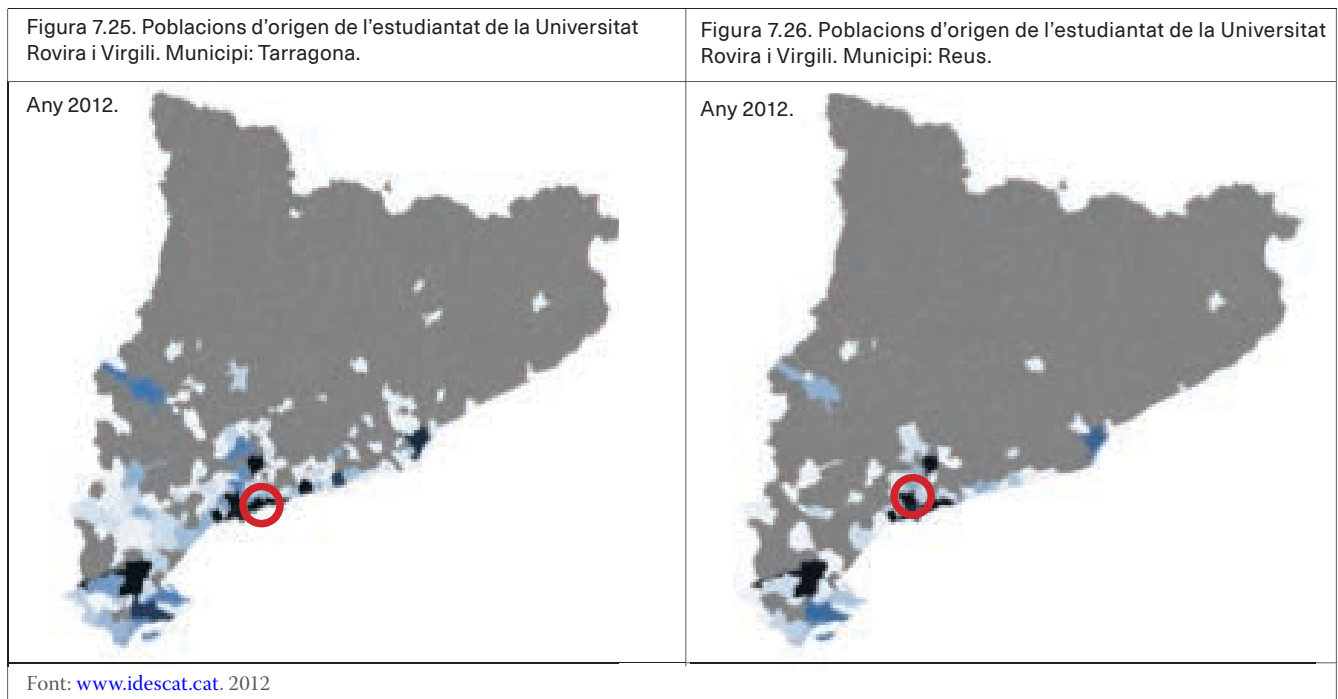 Figura 7.25. Poblacions d’origen de l’estudiantat de la Universitat
Rovira i Virgili. Municipi: Tarragona.
Figura 7.26. Poblacions d’origen de l’estudiantat de la Universitat
Rovira i Virgili. Municipi: Reus.
Any 2012.
Any 2012.
Font: www.idescat.cat. 2012